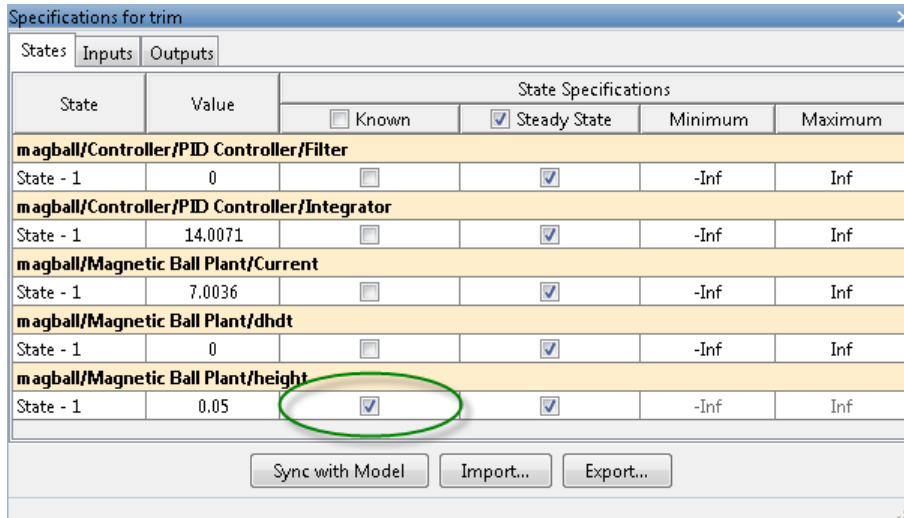 Specifications for trim
States Inputs Outputs
State Specifications
State Value Known Steady State Minimum Maximum
magball/Controller/PID Controller/Filter
State - 1 0 -Inf Inf
magball/Controller/PID Controller/Integrator
State - 1 14.0071 -Inf Inf
magball/Magnetic Ball Plant/Current
State - 1 7.0036 -Inf Inf
magball/Magnetic Ball Plant/dhdt
State - 1 0 -Inf Inf
magball/Magnetic Ball Plant/height
State - 1 0.05 -Inf Inf
Sync with Model Import... Export...